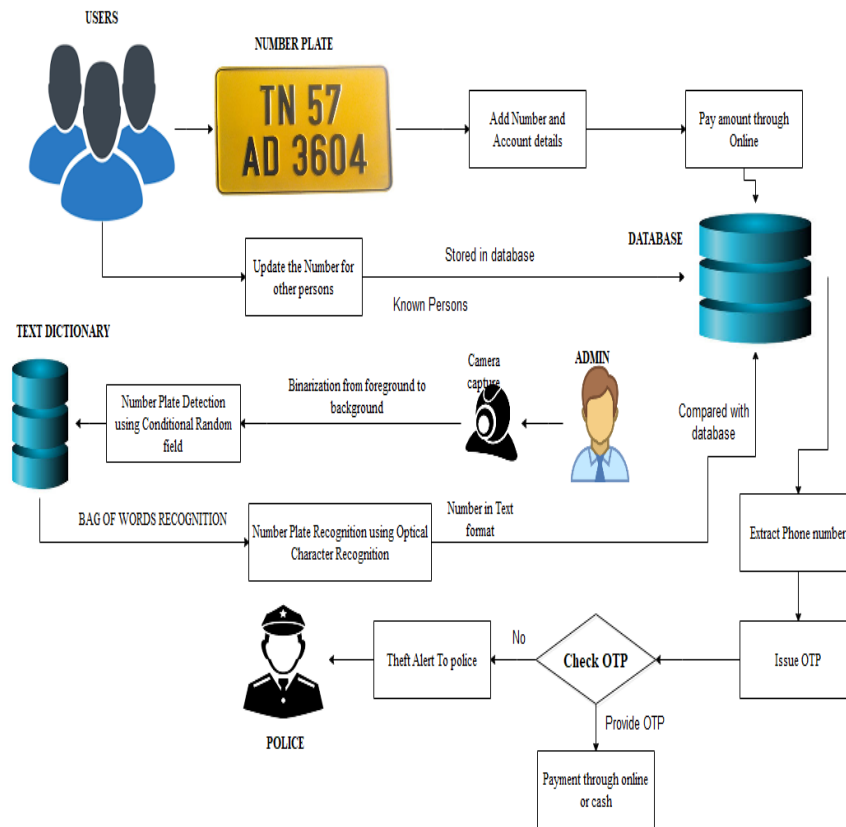 USERS
NUMBER PLATE
TN 57
AD 3604
Add Number and
Account details
Pay amount through
Online
DATABASE
Update the Number for
other persons
Stored in database
Known Persons
TEXT DICTIONARY
Number Plate Detection
using Conditional Random
field
Binarization from foreground to
background
Camera
capture
ADMIN
Compared with
database
BAG OF WORDS RECOGNITION
Number Plate Recognition using Optical
Character Recognition
Number in Text
format
Extract Phone number
Issue OTP
Check OTP
No
Theft Alert To police
POLICE
Provide OTP
Payment through online
or cash